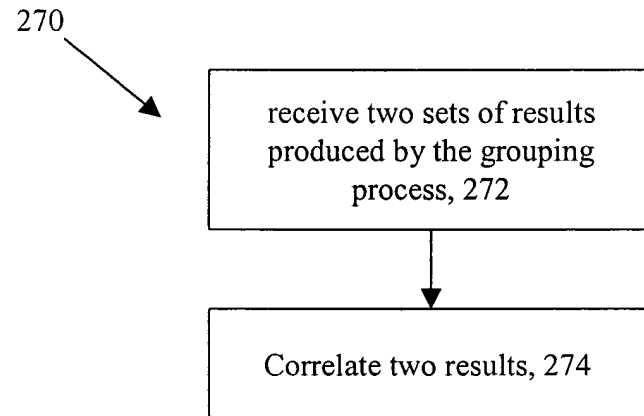 270
receive two sets of results
produced by the grouping
process, 272
Correlate two results, 274